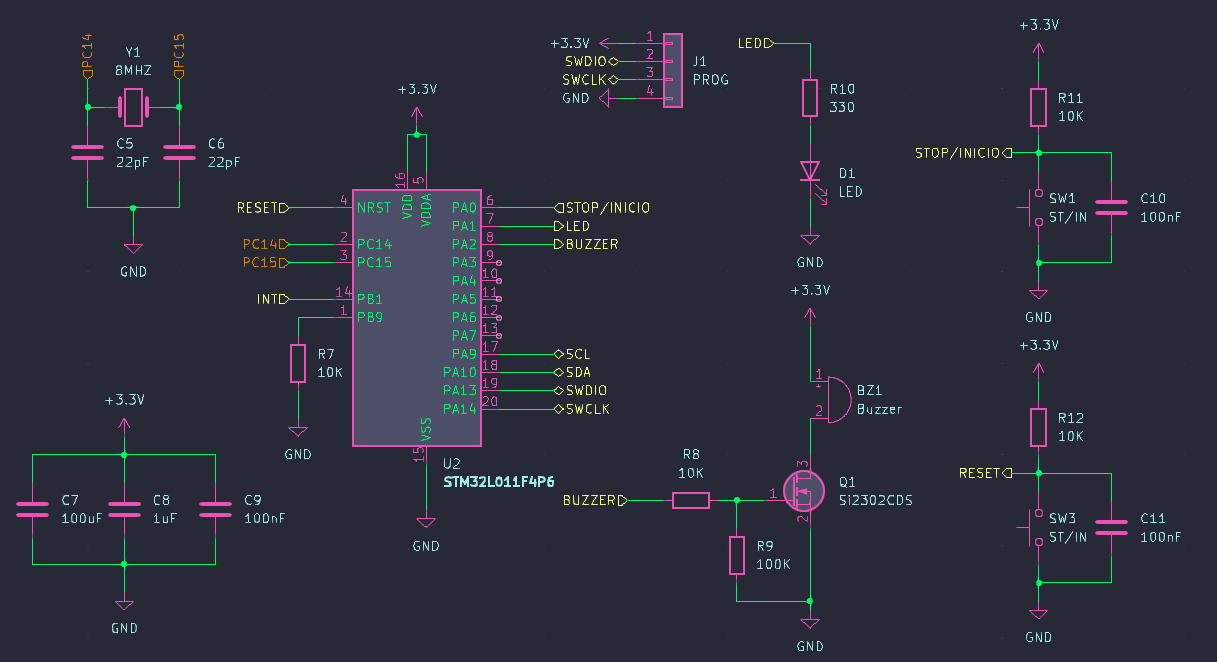 PC14
PC15
Y1
8MHZ
C5
22pF
C6
22pF
GND
+3.3V
C7
100uF
C8
1uF
C9
100nF
GND
+3.3V
16
5
VDD
VDDA
RESET
4
NRST
PC14
2
PC14
PC15
3
PC15
INT
14
PB1
1
PB9
R7
10K
GND
PA0
6
STOP/INICIO
PA1
7
LED
PA2
8
BUZZER
PA3
9
PA4
10
PA5
11
PA6
12
PA7
13
PA9
17
SCL
PA10
18
SDA
PA13
19
SWDIO
PA14
20
SWCLK
VSS
15
U2
STM32L011F4P6
GND
+3.3V
1
SWDIO
2
SWCLK
3
GND
4
J1
PROG
LED
R10
330
D1
LED
GND
+3.3V
1
+
2
BZ1
Buzzer
BUZZER
R8
10K
1
3
2
Q1
Si2302CDS
R9
100K
GND
+3.3V
R11
10K
STOP/INICIO
SW1
ST/IN
C10
100nF
GND
+3.3V
R12
10K
RESET
SW3
ST/IN
C11
100nF
GND